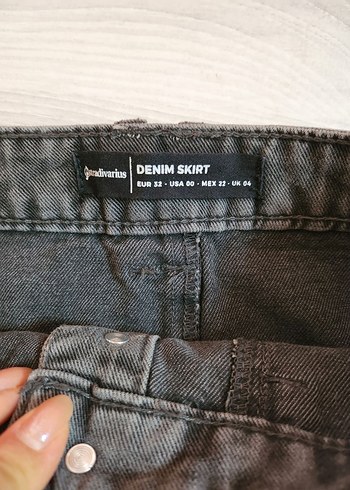 Stradivarius
DENIM SKIRT
EUR 32 · USA 00 · MEX 22 · UK 04